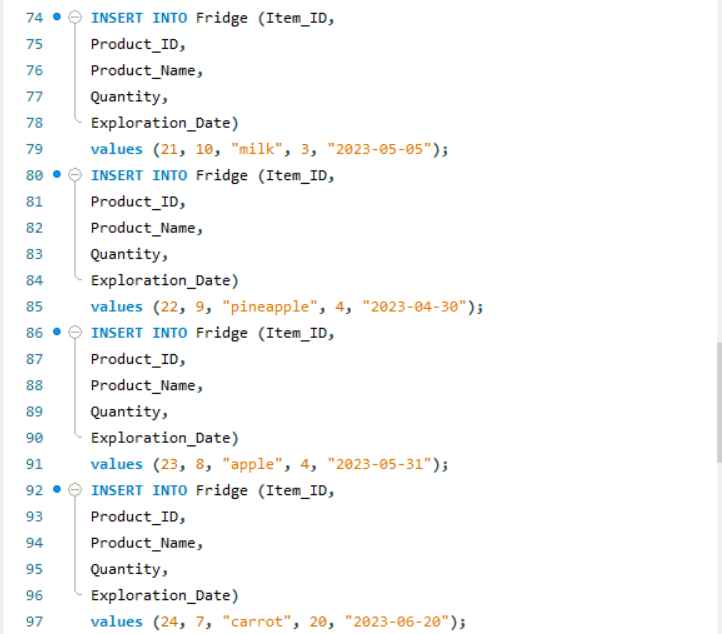 74 INSERT INTO Fridge (Item_ID,
75 Product_ID,
76 Product_Name,
77 Quantity,
78 Exploration_Date)
79 values (21, 10, "milk", 3, "2023-05-05");
80 INSERT INTO Fridge (Item_ID,
81 Product_ID,
82 Product_Name,
83 Quantity,
84 Exploration_Date)
85 values (22, 9, "pineapple", 4, "2023-04-30");
86 INSERT INTO Fridge (Item_ID,
87 Product_ID,
88 Product_Name,
89 Quantity,
90 Exploration_Date)
91 values (23, 8, "apple", 4, "2023-05-31");
92 INSERT INTO Fridge (Item_ID,
93 Product_ID,
94 Product_Name,
95 Quantity,
96 Exploration_Date)
97 values (24, 7, "carrot", 20, "2023-06-20");